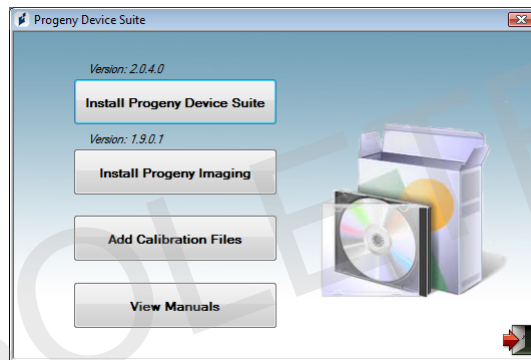 Progeny Device Suite
Version: 2.0.4.0
Install Progeny Device Suite
Version: 1.9.0.1
Install Progeny Imaging
Add Calibration Files
View Manuals